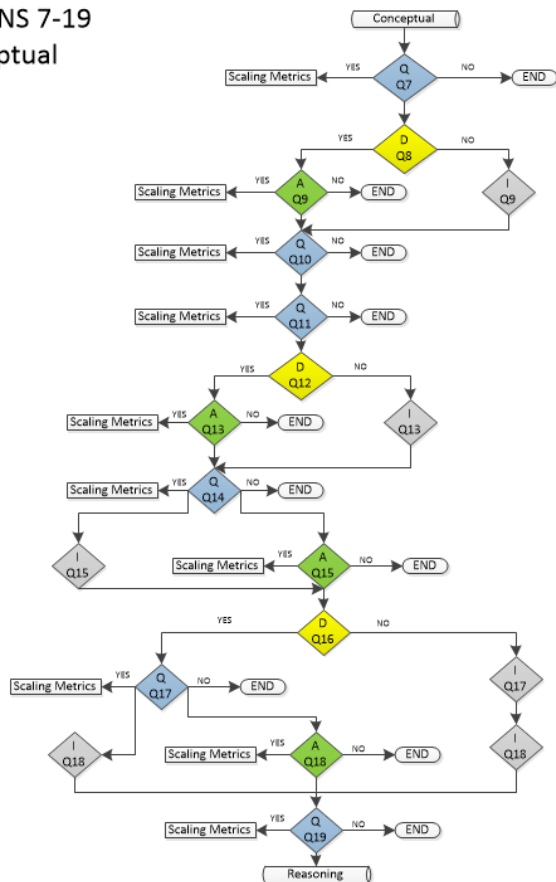 NS 7-19
ptual
Conceptual
Scaling Metrics YES Q Q7 NO END
YES D Q8 NO
Scaling Metrics YES A Q9 NO END I Q9
Scaling Metrics YES Q Q10 NO END
Scaling Metrics YES Q Q11 NO END
YES D Q12 NO
Scaling Metrics YES A Q13 NO END I Q13
Scaling Metrics YES Q Q14 NO END
I Q15 Scaling Metrics YES A Q15 NO END
YES D Q16 NO
Scaling Metrics YES Q Q17 NO END I Q17
I Q18 Scaling Metrics YES A Q18 NO END I Q18
Scaling Metrics YES Q Q19 NO END
Reasoning